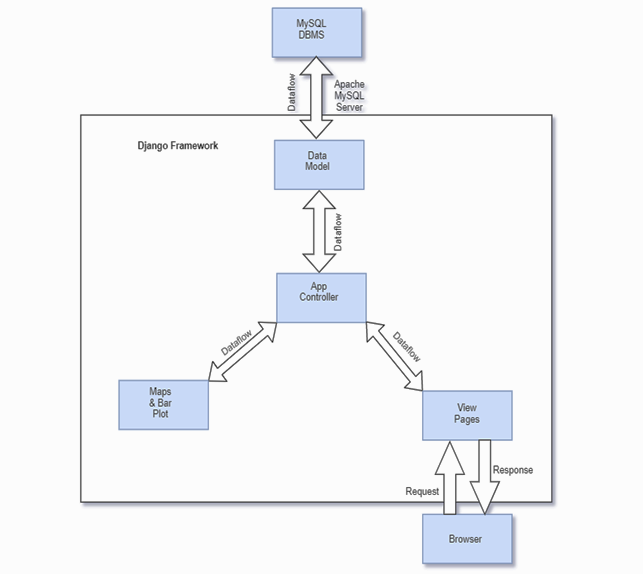 MySQL
DBMS
Dataflow
Apache
MySQL
Server
Django Framework
Data
Model
Dataflow
App
Controller
Dataflow
Dataflow
Maps
& Bar
Plot
View
Pages
Request
Response
Browser